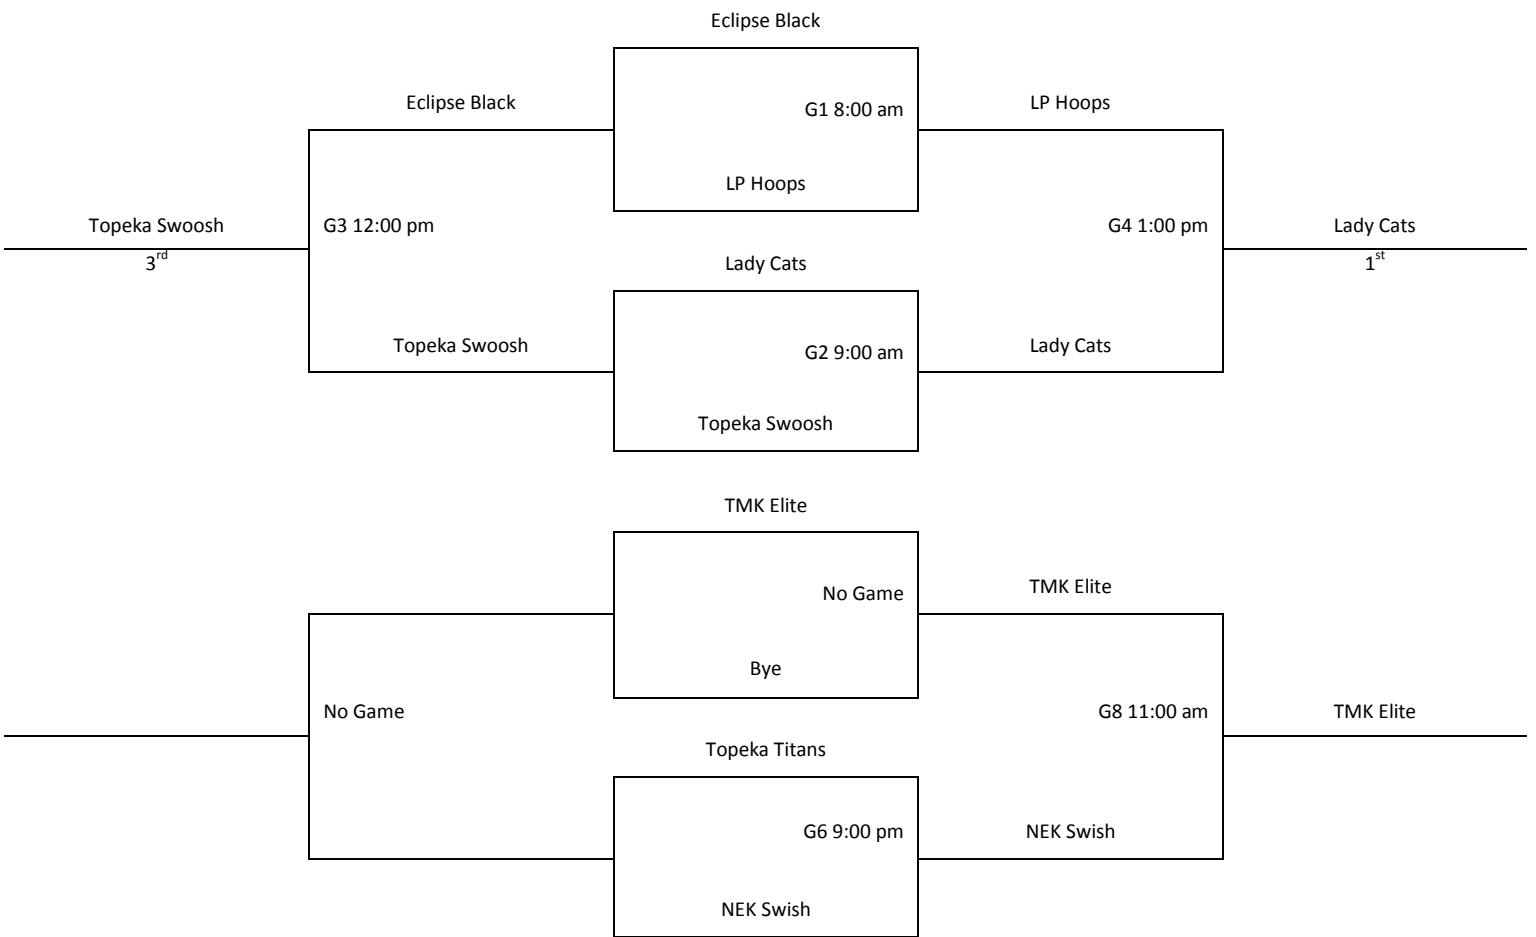 Eclipse Black
Eclipse Black
G1 8:00 am
LP Hoops
LP Hoops
Topeka Swoosh
3rd
G3 12:00 pm
G4 1:00 pm
Lady Cats
1st
Lady Cats
Topeka Swoosh
G2 9:00 am
Lady Cats
Topeka Swoosh
TMK Elite
No Game
TMK Elite
Bye
No Game
G8 11:00 am
TMK Elite
Topeka Titans
G6 9:00 pm
NEK Swish
NEK Swish